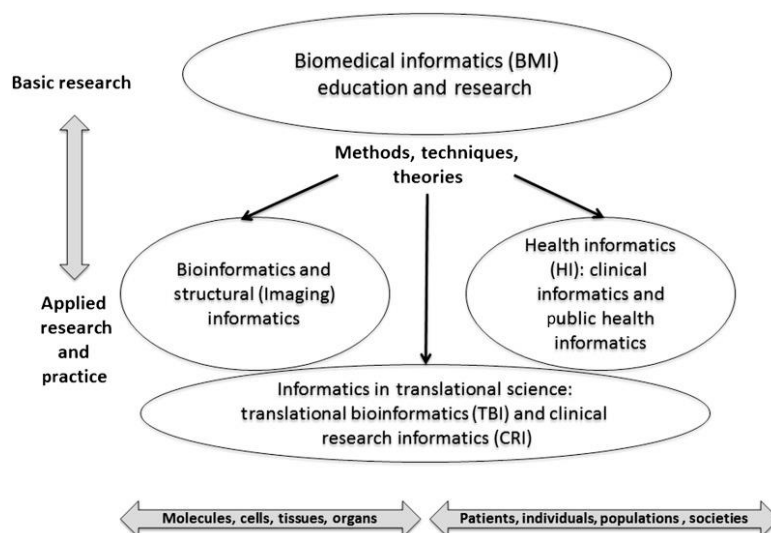 Biomedical informatics (BMI)
education and research
Basic research
Methods, techniques,
theories
Bioinformatics and
structural (Imaging)
informatics
Health informatics
(HI): clinical
informatics and
public health
informatics
Applied
research
and
practice
Informatics in translational science:
translational bioinformatics (TBI) and clinical
research informatics (CRI)
Molecules, cells, tissues, organs
Patients, individuals, populations , societies